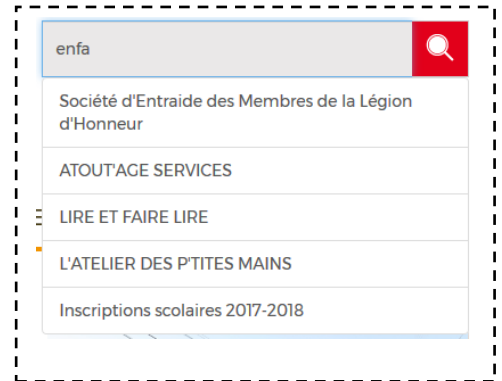 enfa
Société d'Entraide des Membres de la Légion
d'Honneur
ATOUT'AGE SERVICES
LIRE ET FAIRE LIRE
L'ATELIER DES P'TITES MAINS
Inscriptions scolaires 2017-2018